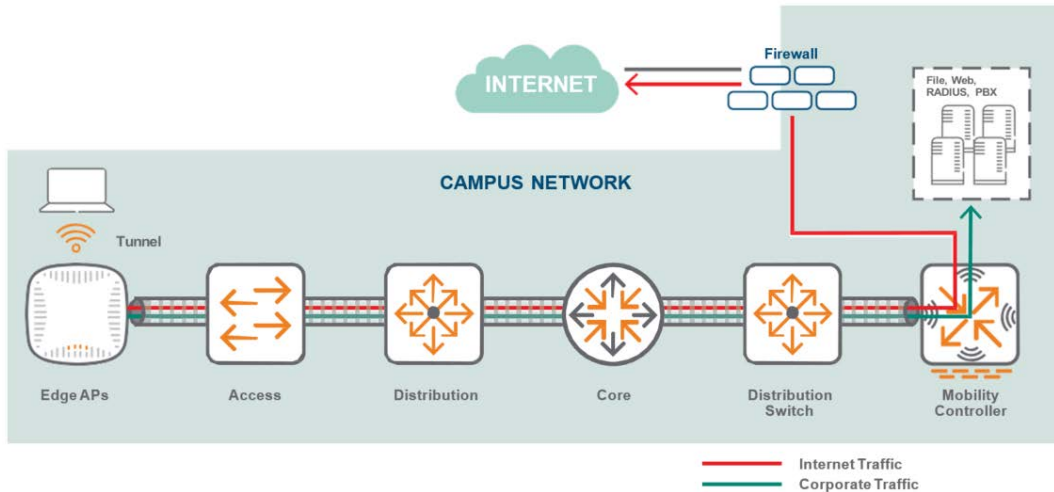 Firewall
INTERNET
File, Web,
RADIUS, PBX
CAMPUS NETWORK
Tunnel
Edge APs
Access
Distribution
Core
Distribution
Switch
Mobility
Controller
Internet Traffic
Corporate Traffic